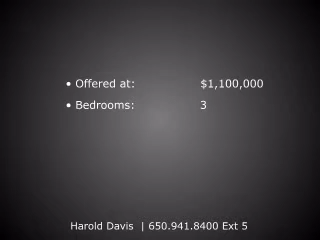 • Offered at: $1,100,000
• Bedrooms: 3
Harold Davis | 650.941.8400 Ext 5